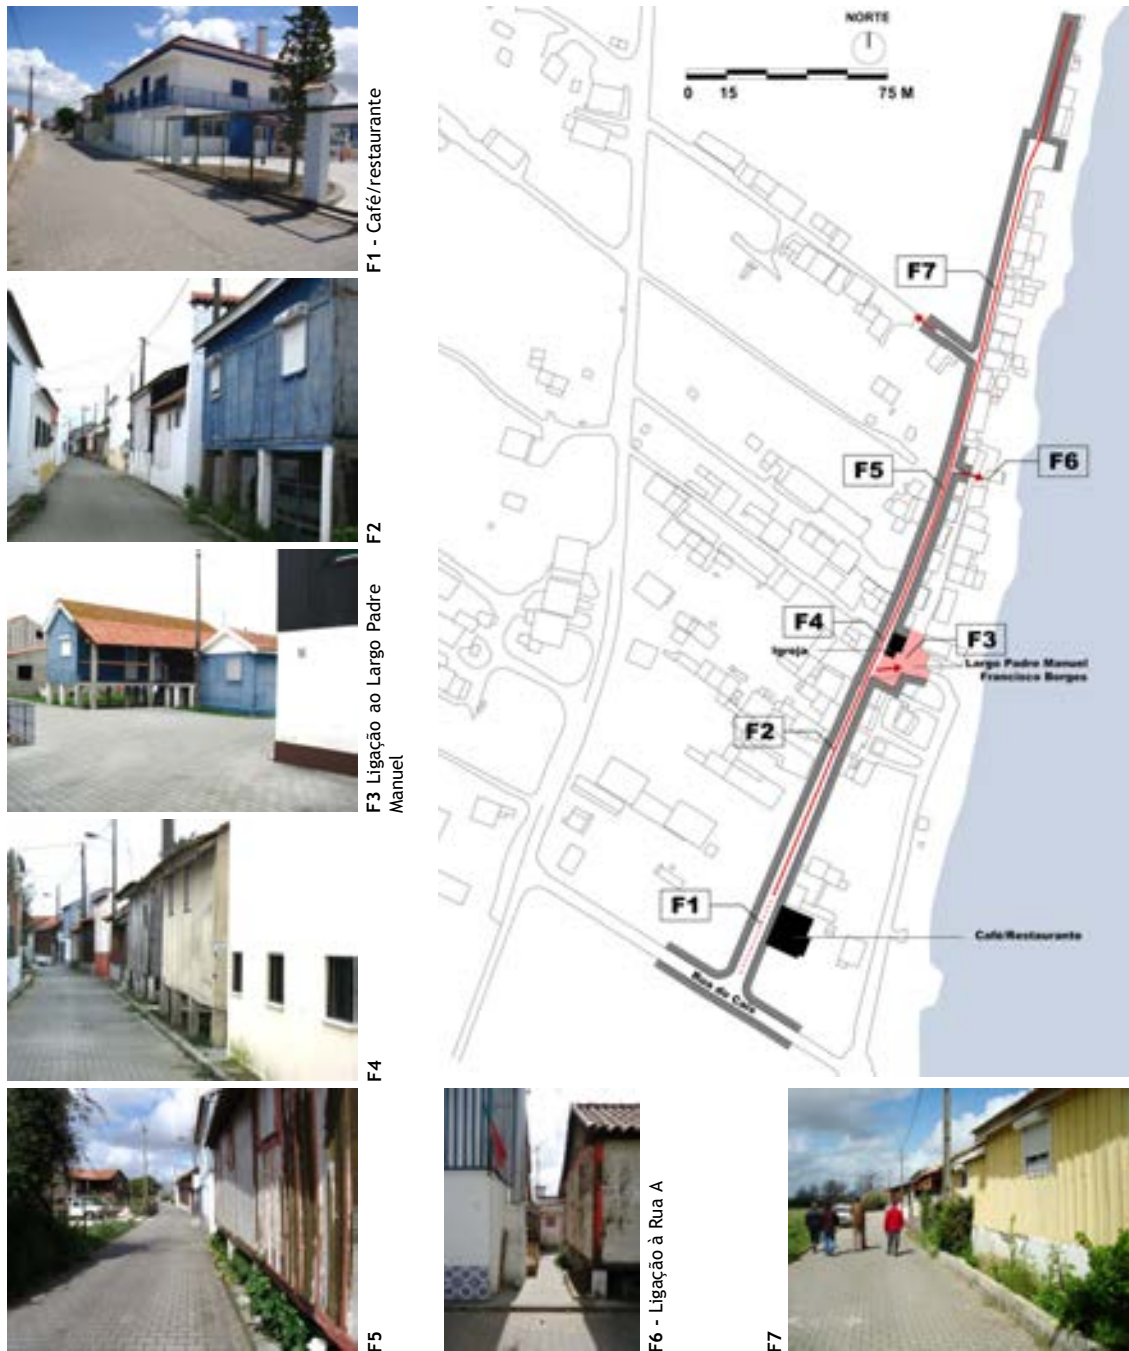 F1 - Café/restaurante
F2
F3 Ligação ao Largo Padre
Manuel
F4
F5
F6 - Ligação à Rua A
F7
NORTE
0 15 75 M
F7
F6
F5
F4
Igreja
F3
Largo Padre Manuel
Francisco Borges
F2
F1
Café/Restaurante
Rua do Cais